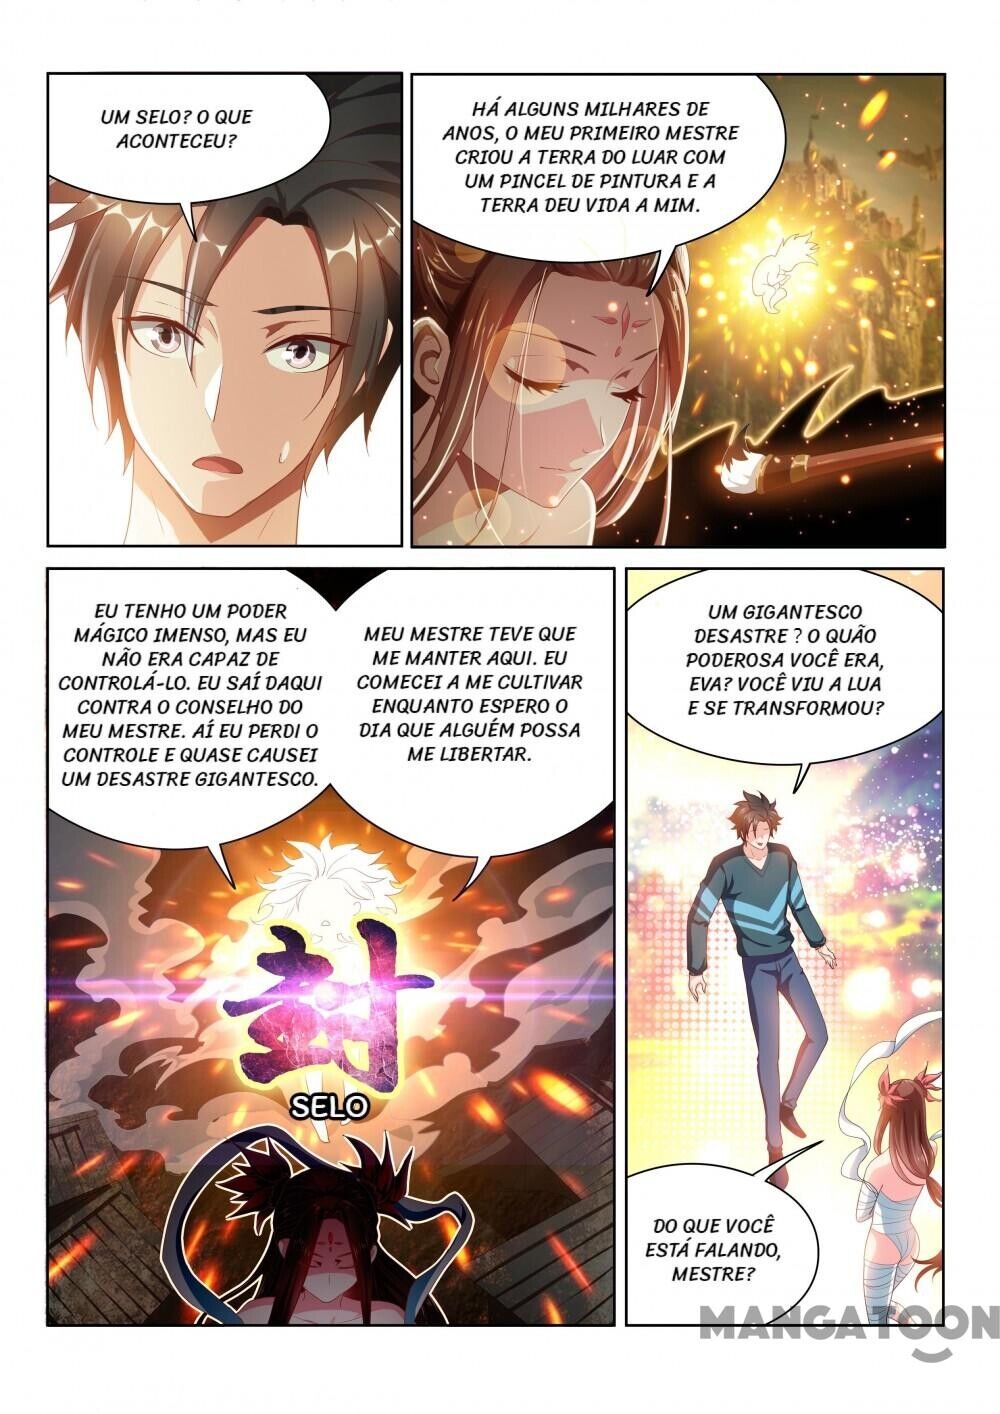 UM SELO? O QUE
ACONTECEU?
HÁ ALGUNS MILHARES DE
ANOS, O MEU PRIMEIRO MESTRE
CRIOU A TERRA DO LUAR COM
UM PINCEL DE PINTURA E A
TERRA DEU VIDA A MIM.
EU TENHO UM PODER
MÁGICO IMENSO, MAS EU
NÃO ERA CAPAZ DE
CONTROLÁ-LO. EU SAÍ DAQUI
CONTRA O CONSELHO DO
MEU MESTRE. AÍ EU PERDI O
CONTROLE E QUASE CAUSEI
UM DESASTRE GIGANTESCO.
MEU MESTRE TEVE QUE
ME MANTER AQUI. EU
COMECEI A ME CULTIVAR
ENQUANTO ESPERO O
DIA QUE ALGUÉM POSSA
ME LIBERTAR.
封
SELO
UM GIGANTESCO
DESASTRE ? O QUÃO
PODEROSA VOCÊ ERA,
EVA? VOCÊ VIU A LUA
E SE TRANSFORMOU?
DO QUE VOCÊ
ESTÁ FALANDO,
MESTRE?
MANGATOON